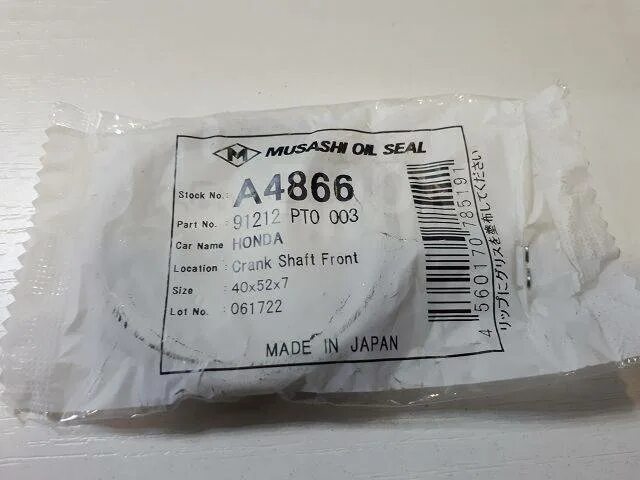 M MUSASHI OIL SEAL
Stock No. : A4866
Part No. : 91212 PT0 003
Car Name : HONDA
Location : Crank Shaft Front
Size : 40x52x7
Lot No. : 061722
MADE IN JAPAN
4 560170 785191
リップにグリスを塗布してください